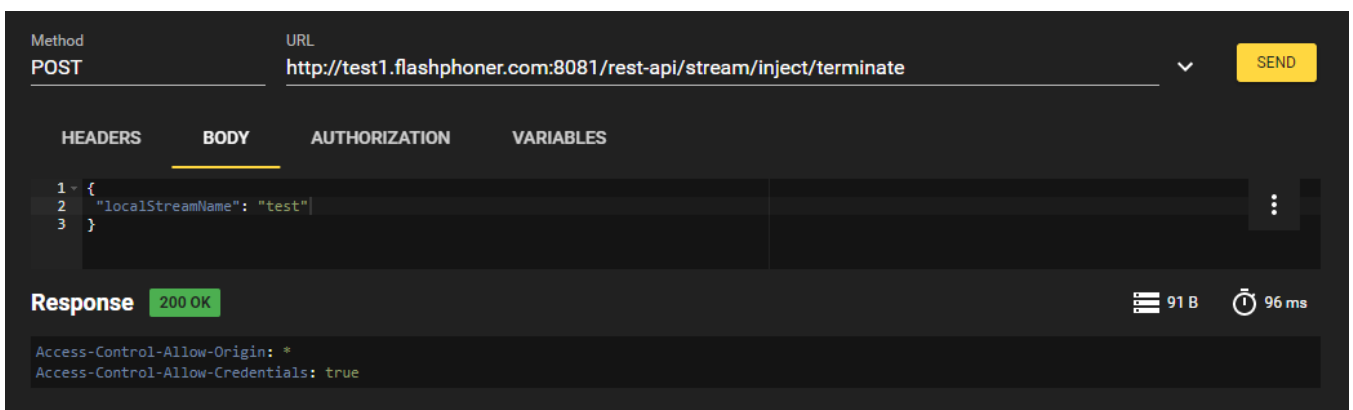 Method URL
POST http://test1.flashphoner.com:8081/rest-api/stream/inject/terminate SEND
HEADERS BODY AUTHORIZATION VARIABLES
1 {
2 "localStreamName": "test"
3 }
Response 200 OK 91 B 96 ms
Access-Control-Allow-Origin: *
Access-Control-Allow-Credentials: true